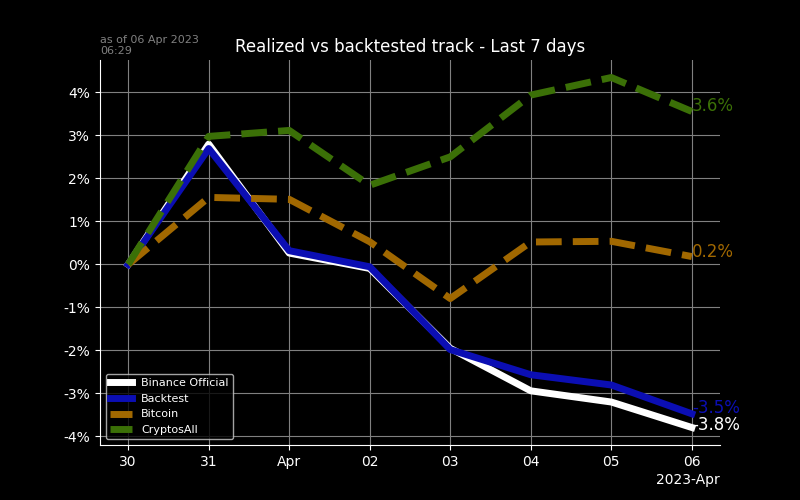 as of 06 Apr 2023
06:29
Realized vs backtested track - Last 7 days
4%
3%
2%
1%
0%
-1%
-2%
-3%
-4%
3.6%
0.2%
-3.5%
-3.8%
Binance Official
Backtest
Bitcoin
CryptosAll
30 31 Apr 02 03 04 05 06
2023-Apr